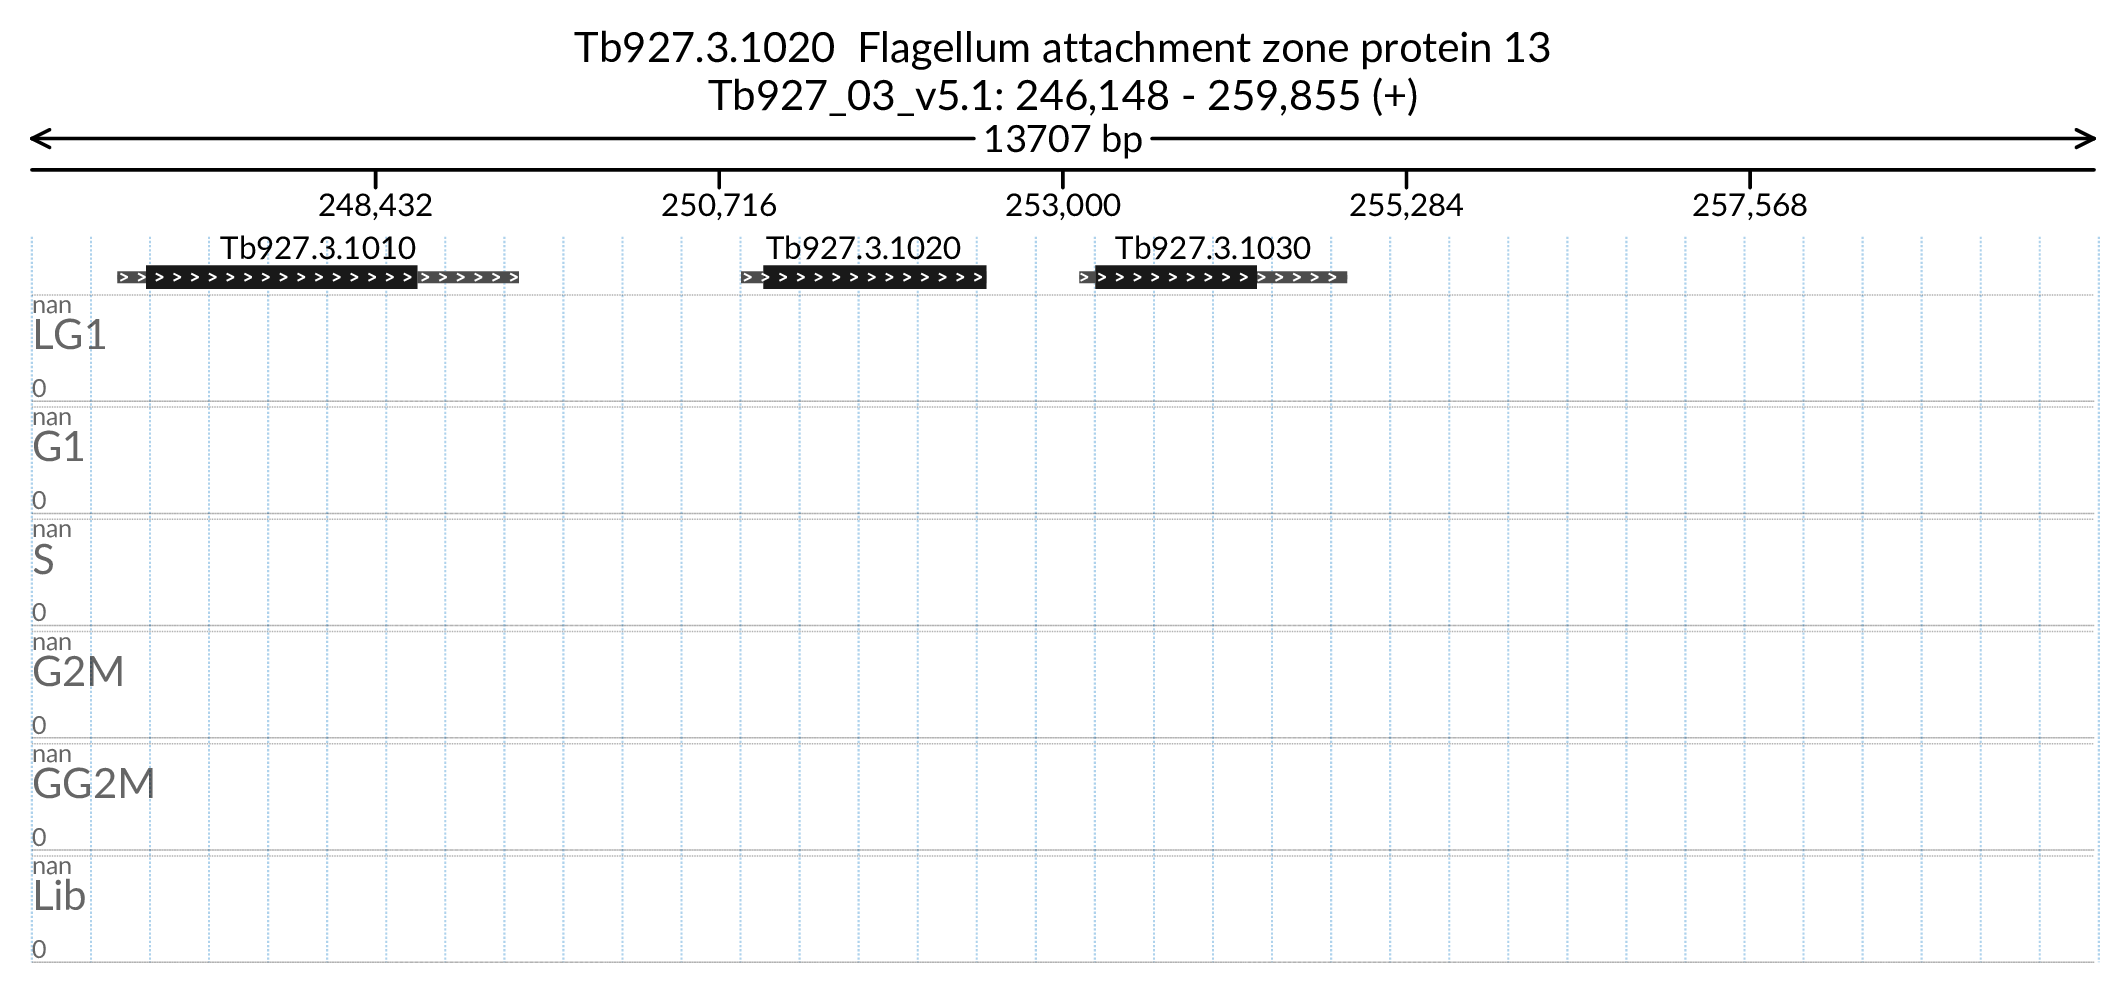 Tb927.3.1020  Flagellum attachment zone protein 13
Tb927_03_v5.1: 246,148 - 259,855 (+)
13707 bp
248,432 250,716 253,000 255,284 257,568
Tb927.3.1010 Tb927.3.1020 Tb927.3.1030
nan
LG1
0
nan
G1
0
nan
S
0
nan
G2M
0
nan
GG2M
0
nan
Lib
0